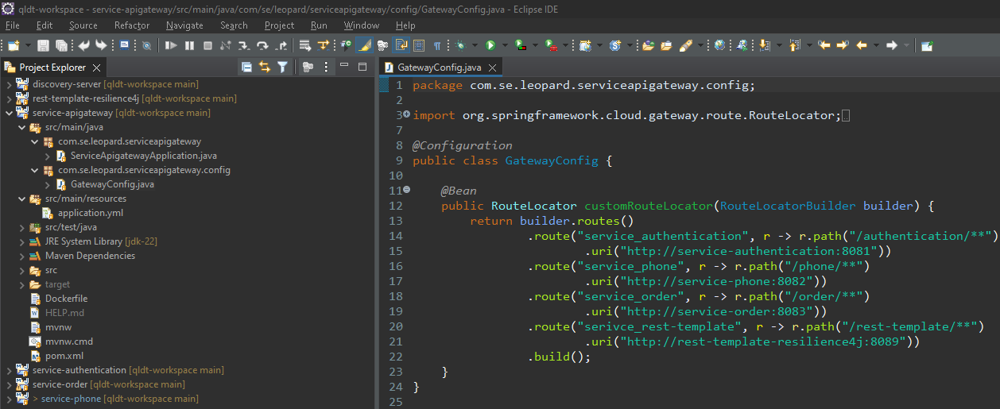 qldt-workspace - service-apigateway/src/main/java/com/se/leopard/serviceapigateway/config/GatewayConfig.java - Eclipse IDE
File Edit Source Refactor Navigate Search Project Run Window Help
Project Explorer
discovery-server [qldt-workspace main]
rest-template-resilience4j [qldt-workspace main]
service-apigateway [qldt-workspace main]
src/main/java
com.se.leopard.serviceapigateway
ServiceApigatewayApplication.java
com.se.leopard.serviceapigateway.config
GatewayConfig.java
src/main/resources
application.yml
src/test/java
JRE System Library [jdk-22]
Maven Dependencies
src
target
Dockerfile
HELP.md
mvnw
mvnw.cmd
pom.xml
service-authentication [qldt-workspace main]
service-order [qldt-workspace main]
> service-phone [qldt-workspace main]
GatewayConfig.java
1 package com.se.leopard.serviceapigateway.config;
2
3 import org.springframework.cloud.gateway.route.RouteLocator;
7
8 @Configuration
9 public class GatewayConfig {
10
11 @Bean
12 public RouteLocator customRouteLocator(RouteLocatorBuilder builder) {
13 return builder.routes()
14 .route("service_authentication", r -> r.path("/authentication/**")
15 .uri("http://service-authentication:8081"))
16 .route("service_phone", r -> r.path("/phone/**")
17 .uri("http://service-phone:8082"))
18 .route("service_order", r -> r.path("/order/**")
19 .uri("http://service-order:8083"))
20 .route("serivce_rest-template", r -> r.path("/rest-template/**")
21 .uri("http://rest-template-resilience4j:8089"))
22 .build();
23 }
24 }
25